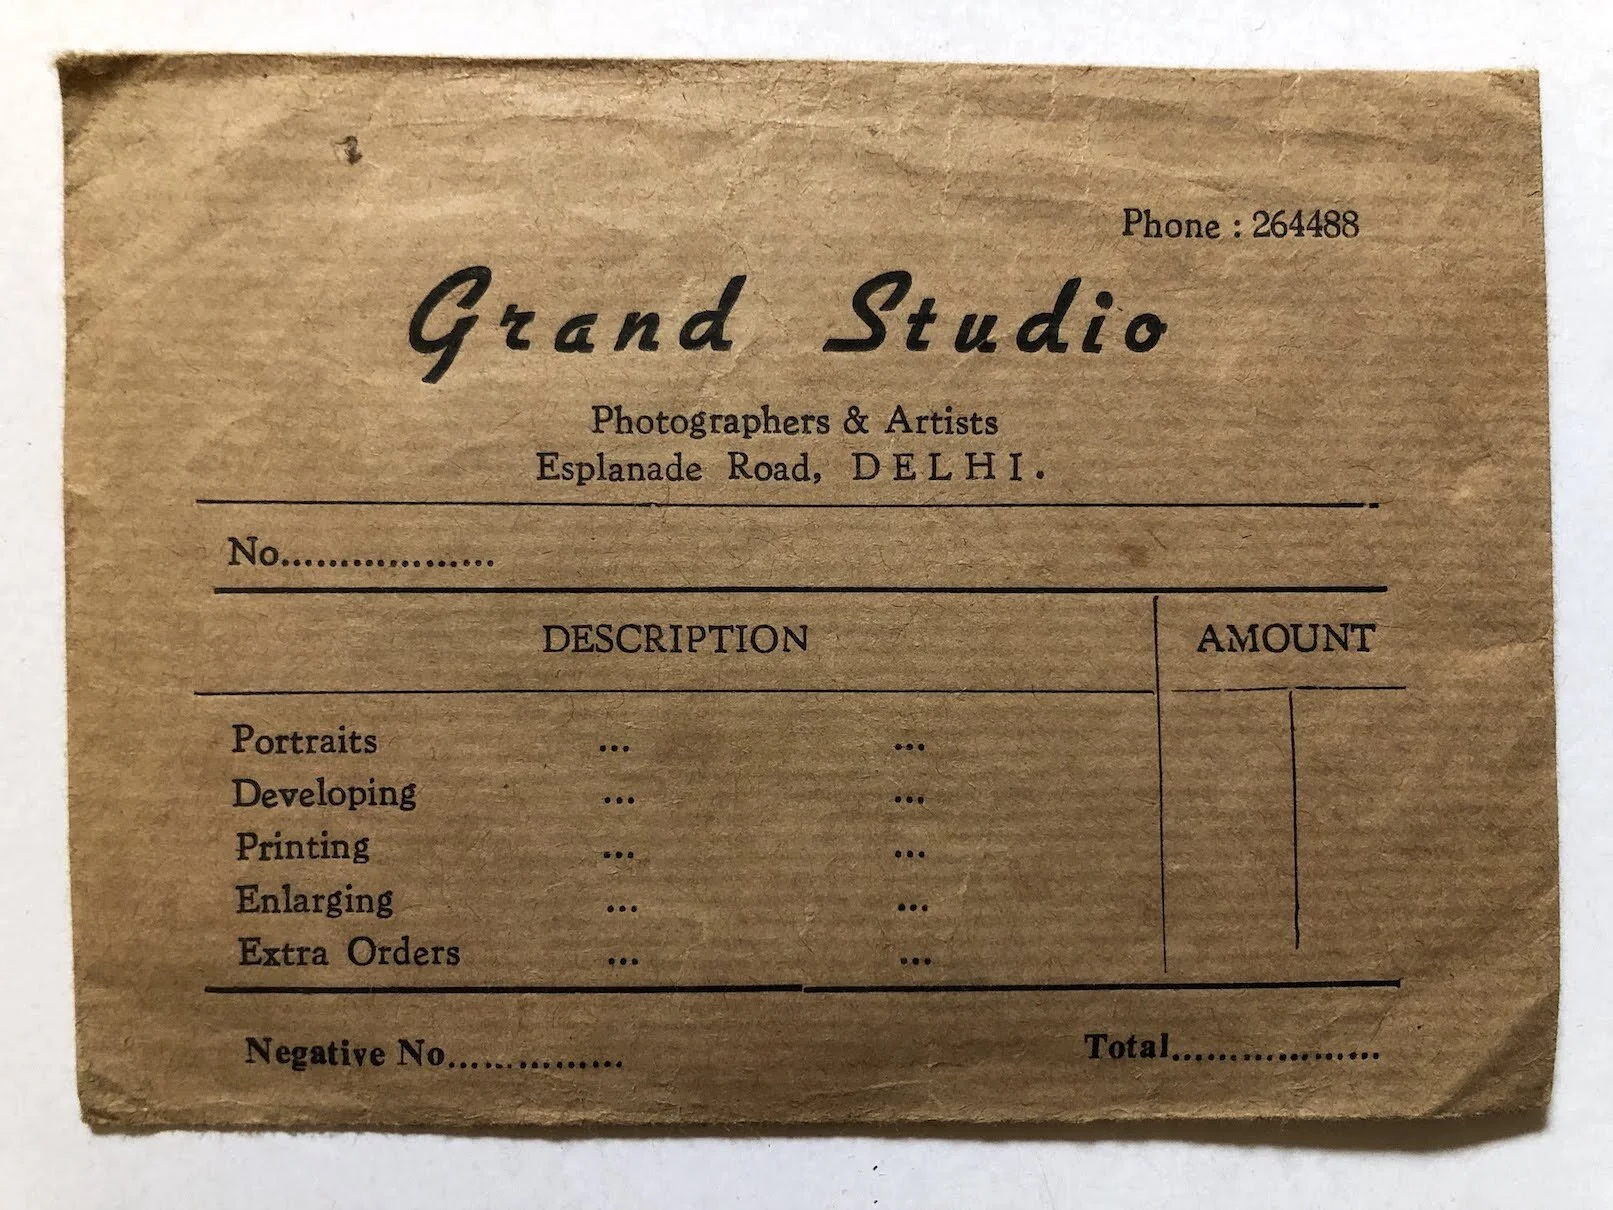 Phone : 264488
Grand Studio
Photographers & Artists
Esplanade Road, DELHI.
No..................
DESCRIPTION AMOUNT
Portraits ... ...
Developing ... ...
Printing ... ...
Enlarging ... ...
Extra Orders ... ...
Negative No............... Total..................